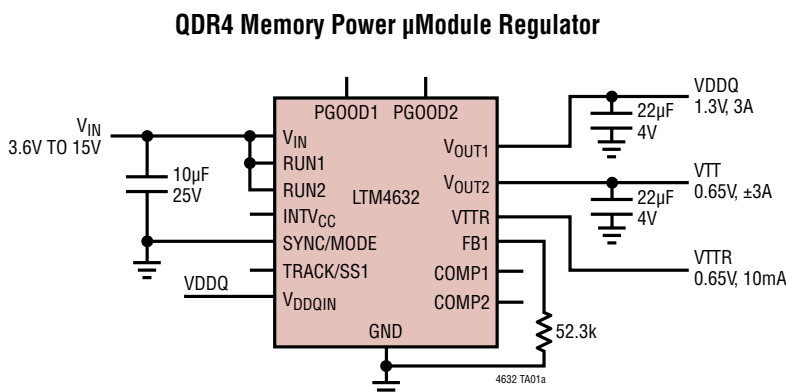 QDR4 Memory Power µModule Regulator
VIN
3.6V TO 15V
10µF
25V
VDDQ
PGOOD1
PGOOD2
VIN
RUN1
RUN2
INTVCC
SYNC/MODE
TRACK/SS1
VDDQIN
LTM4632
GND
VOUT1
VOUT2
VTTR
FB1
COMP1
COMP2
22µF
4V
VDDQ
1.3V, 3A
22µF
4V
VTT
0.65V, ±3A
VTTR
0.65V, 10mA
52.3k
4632 TA01a